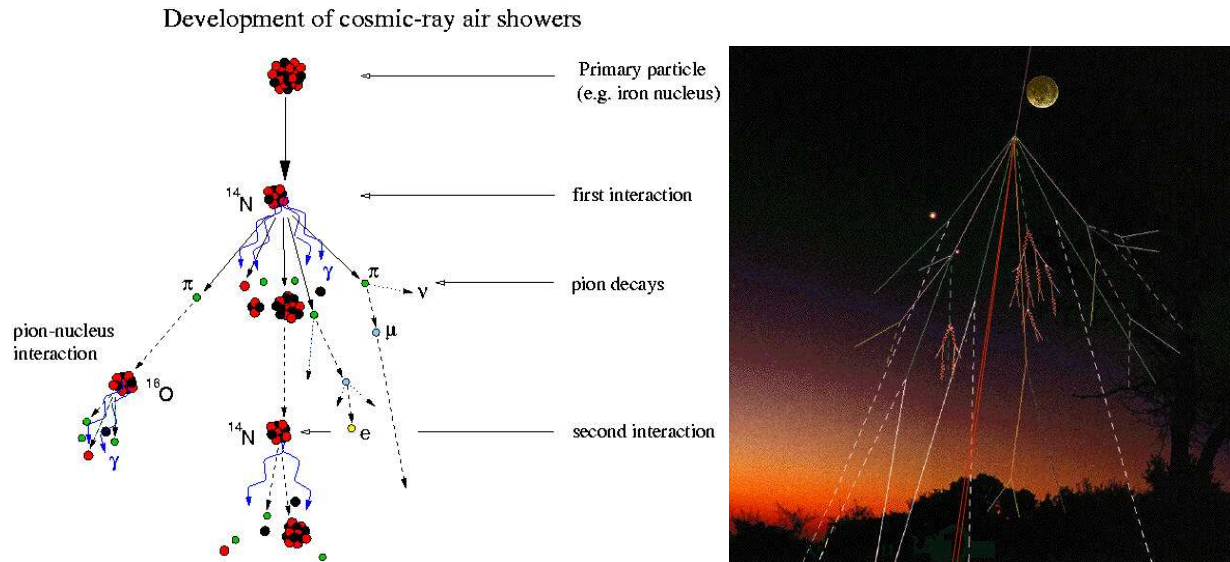 Development of cosmic-ray air showers
Primary particle
(e.g. iron nucleus)
¹⁴N
first interaction
γ
π
π
ν
pion decays
μ
pion-nucleus
interaction
¹⁶O
¹⁴N
e
second interaction
γ